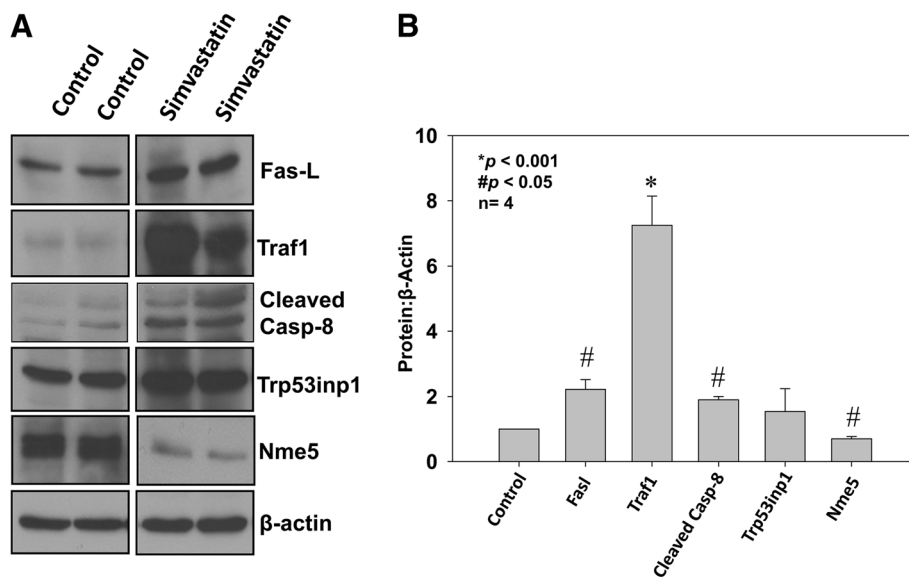 A
Control
Control
Simvastatin
Simvastatin
Fas-L
Traf1
Cleaved
Casp-8
Trp53inp1
Nme5
β-actin
B
10
8
6
4
2
0
Protein:β-Actin
*p < 0.001
#p < 0.05
n= 4
#
*
#
#
Control
Fasl
Traf1
Cleaved Casp-8
Trp53inp1
Nme5